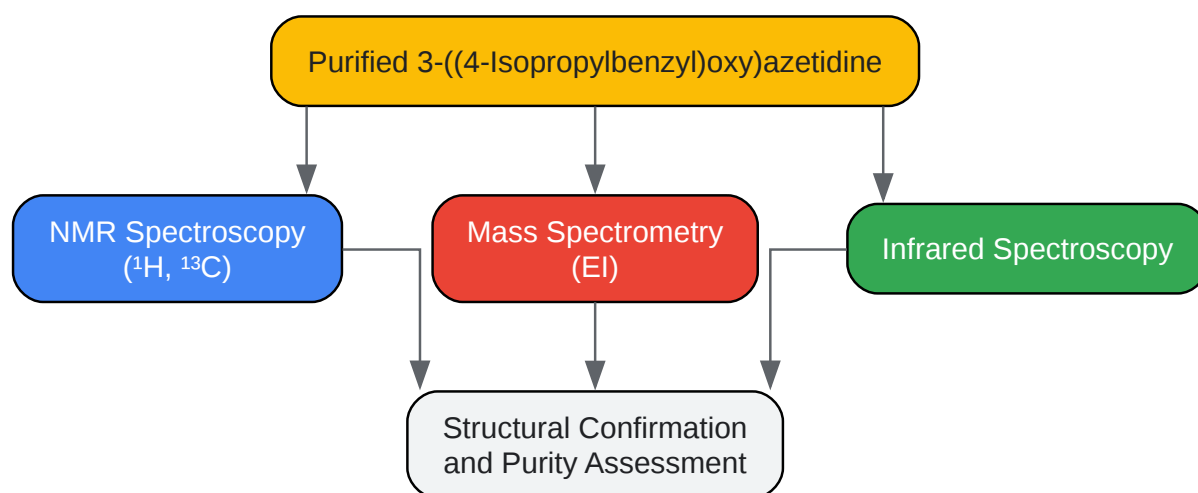 Purified 3-((4-Isopropylbenzyl)oxy)azetidine
NMR Spectroscopy
(¹H, ¹³C)
Mass Spectrometry
(EI)
Infrared Spectroscopy
Structural Confirmation
and Purity Assessment